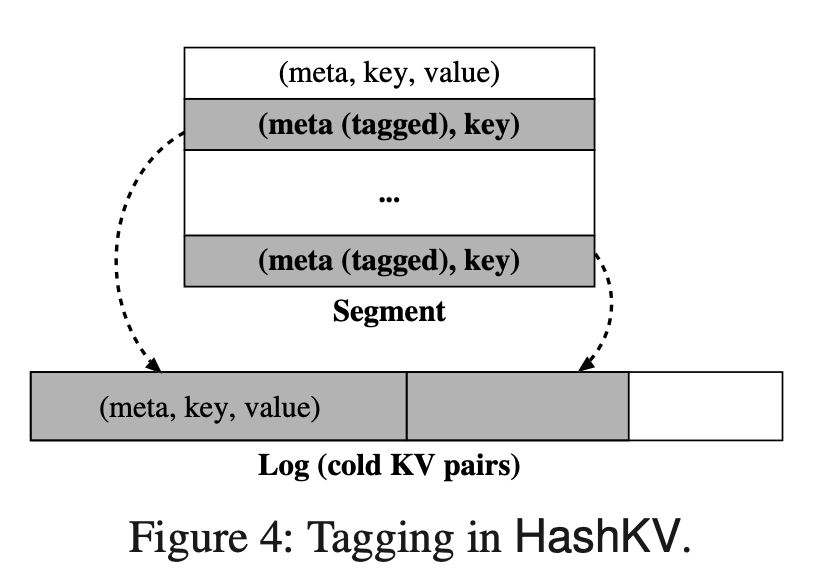 (meta, key, value)
(meta (tagged), key)
...
(meta (tagged), key)
Segment
(meta, key, value)
Log (cold KV pairs)
Figure 4: Tagging in HashKV.